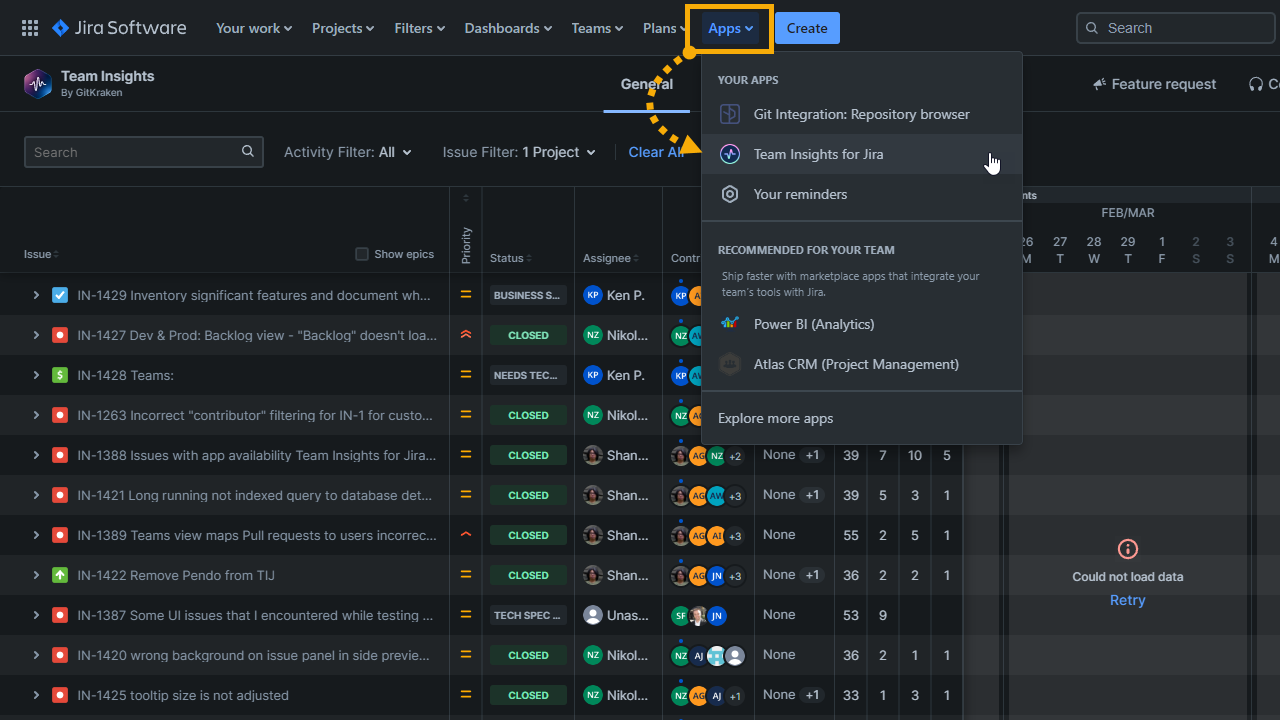 Jira Software
Your work
Projects
Filters
Dashboards
Teams
Plans
Apps
Create
Search
Team Insights
By GitKraken
General
Feature request
YOUR APPS
Git Integration: Repository browser
Team Insights for Jira
Your reminders
RECOMMENDED FOR YOUR TEAM
Ship faster with marketplace apps that integrate your
team's tools with Jira.
Power BI (Analytics)
Atlas CRM (Project Management)
Explore more apps
Search
Activity Filter: All
Issue Filter: 1 Project
Clear All
FEB/MAR
26 27 28 29 1 2 3 4
M T W T F S S M
Issue
Show epics
Priority
Status
Assignee
Contr
IN-1429 Inventory significant features and document wh... BUSINESS S... KP Ken P. KP
IN-1427 Dev & Prod: Backlog view - "Backlog" doesn't loa... CLOSED NZ Nikol... NZ
IN-1428 Teams: NEEDS TEC... KP Ken P. KP
IN-1263 Incorrect "contributor" filtering for IN-1 for custo... CLOSED NZ Nikol... NZ
IN-1388 Issues with app availability Team Insights for Jira... CLOSED Shan... AG NZ +2 None +1 39 7 10 5
IN-1421 Long running not indexed query to database det... CLOSED Shan... AG AW +3 None +1 39 5 3 1
IN-1389 Teams view maps Pull requests to users incorrec... CLOSED Shan... AG AI +3 None 55 2 5 1
IN-1422 Remove Pendo from TIJ CLOSED Shan... AG JN +3 None +1 36 2 2 1
IN-1387 Some UI issues that I encountered while testing ... TECH SPEC ... Unas... SF JN None 53 9
IN-1420 wrong background on issue panel in side previe... CLOSED NZ Nikol... NZ AJ None 36 2 1 1
IN-1425 tooltip size is not adjusted CLOSED NZ Nikol... NZ AG AJ +1 None +1 33 1 3 1
Could not load data
Retry